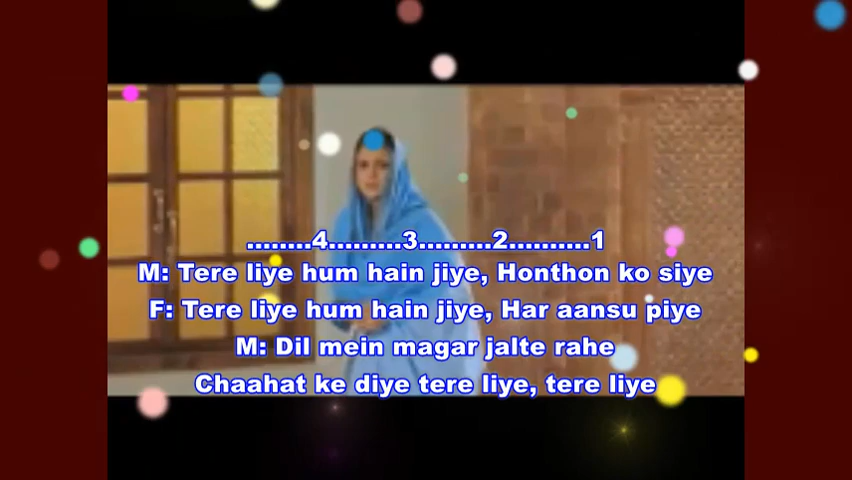 ........4.........3.........2..........1
M: Tere liye hum hain jiye, Honthon ko siye
F: Tere liye hum hain jiye, Har aansu piye
M: Dil mein magar jalte rahe
Chaahat ke diye tere liye, tere liye